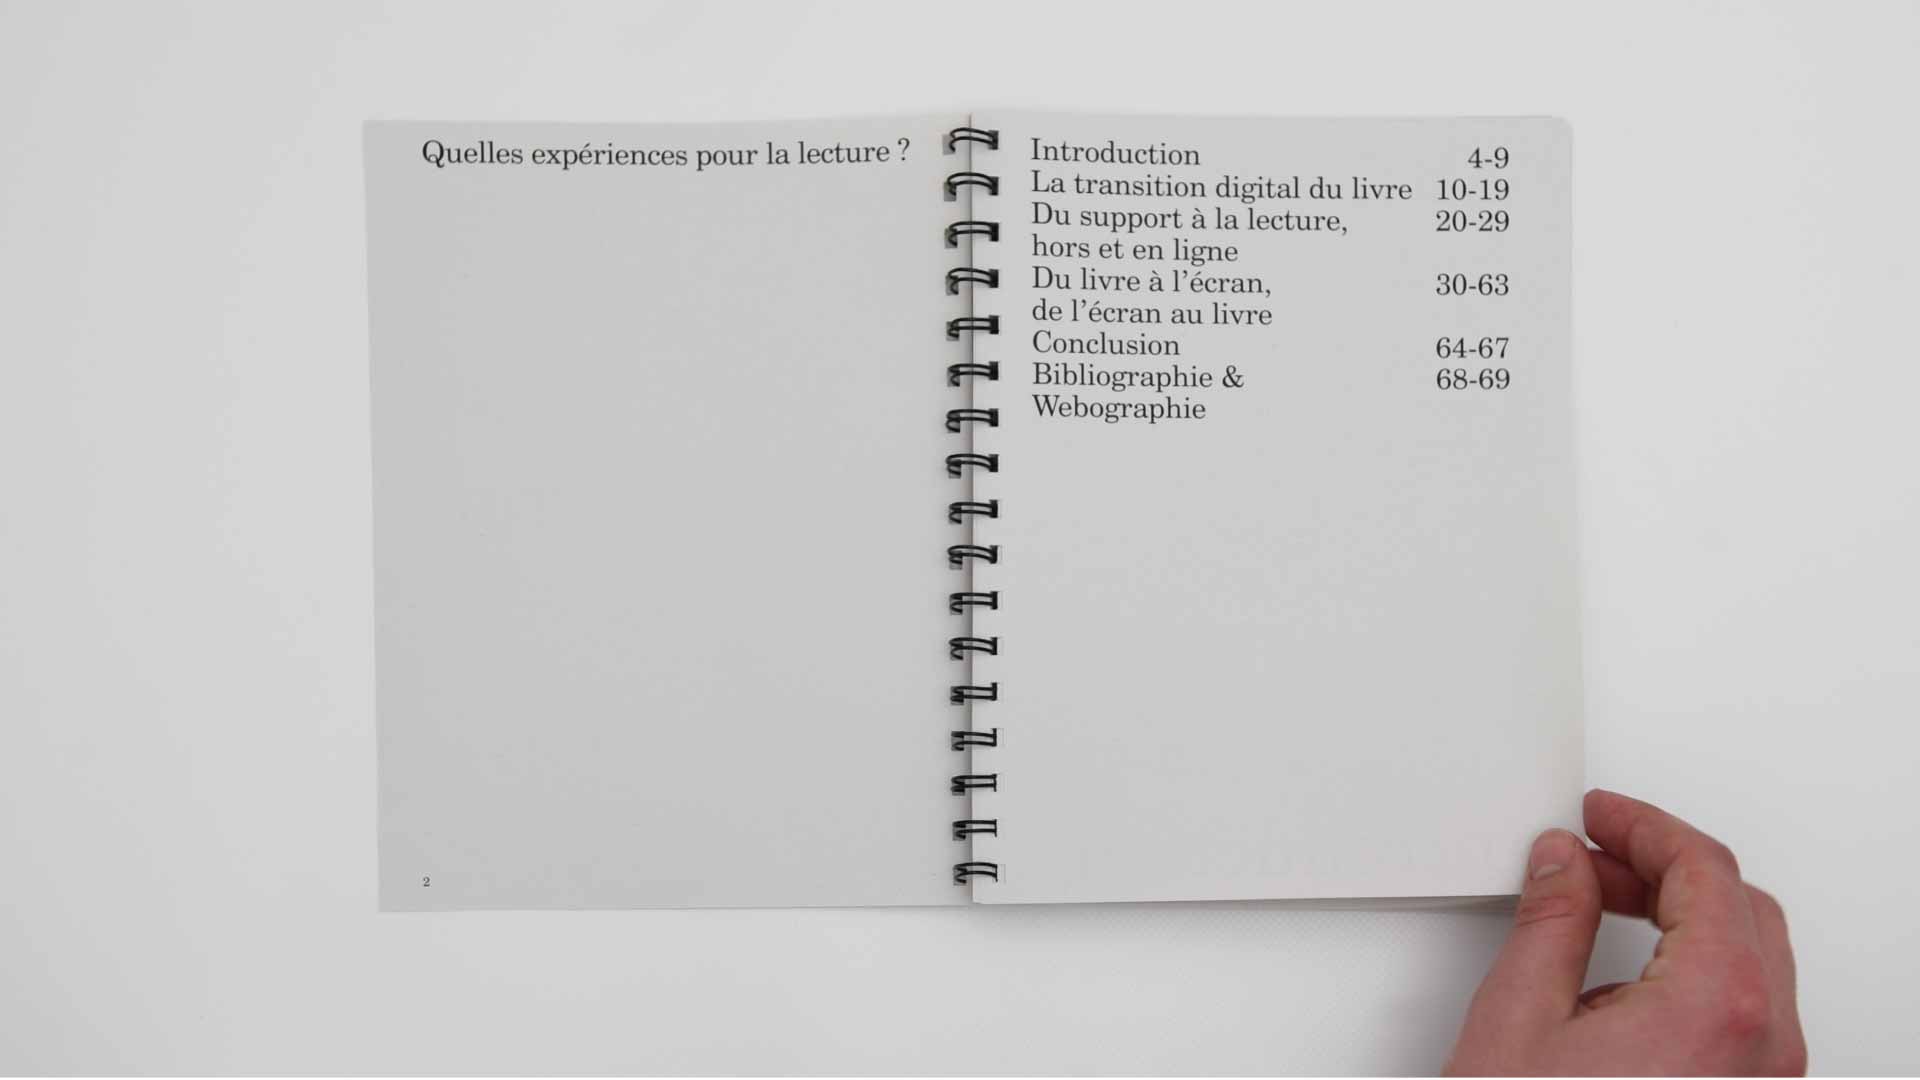 Quelles expériences pour la lecture ?
2
Introduction 4-9
La transition digital du livre 10-19
Du support à la lecture, 20-29
hors et en ligne
Du livre à l’écran, 30-63
de l’écran au livre
Conclusion 64-67
Bibliographie & 68-69
Webographie